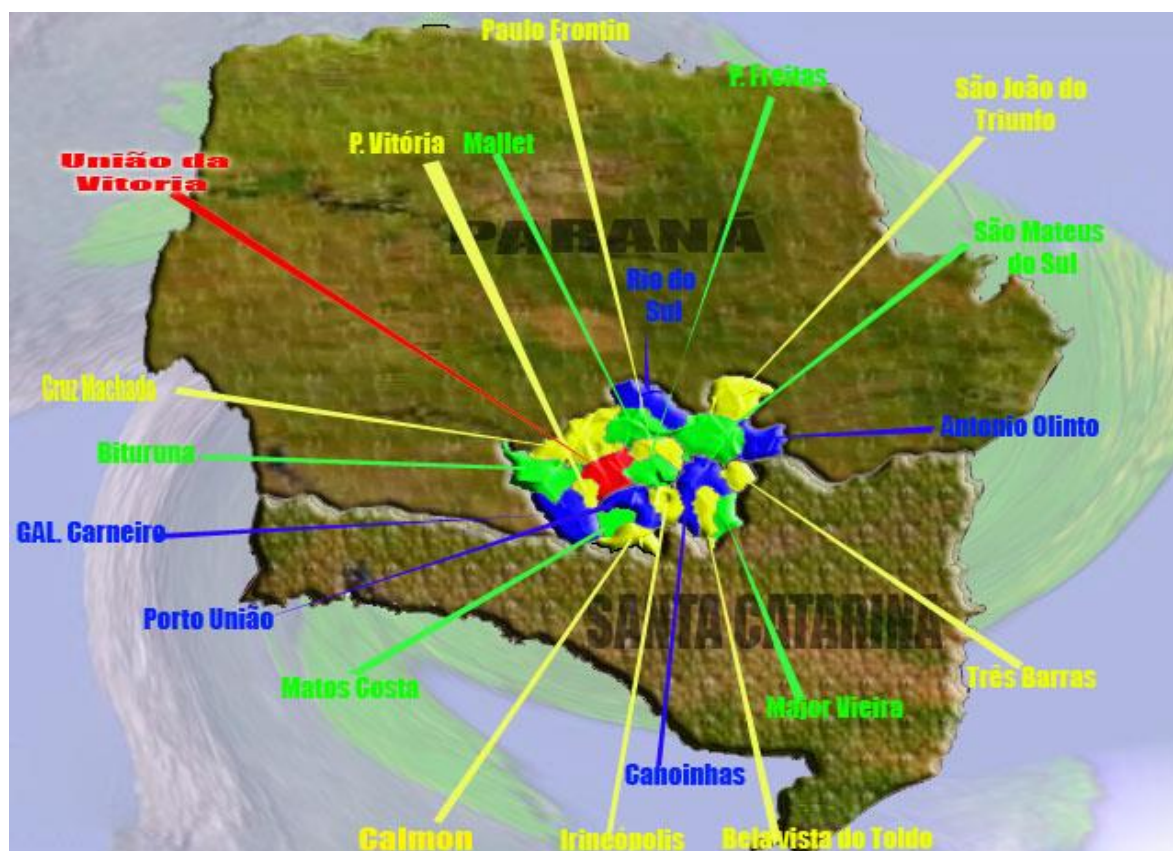 Paulo Frontin
P. Freitas
São João do
Triunfo
P. Vitória
Mallet
União da
Vitoria
PARANÁ
São Mateus
do Sul
Rio do
Sul
Cruz Machado
Antonio Olinto
Bituruna
GAL. Carneiro
Porto União
SANTA CATARINA
Matos Costa
Três Barras
Major Vieira
Canoinhas
Calmon
Irineópolis
Bela vista do Toldo